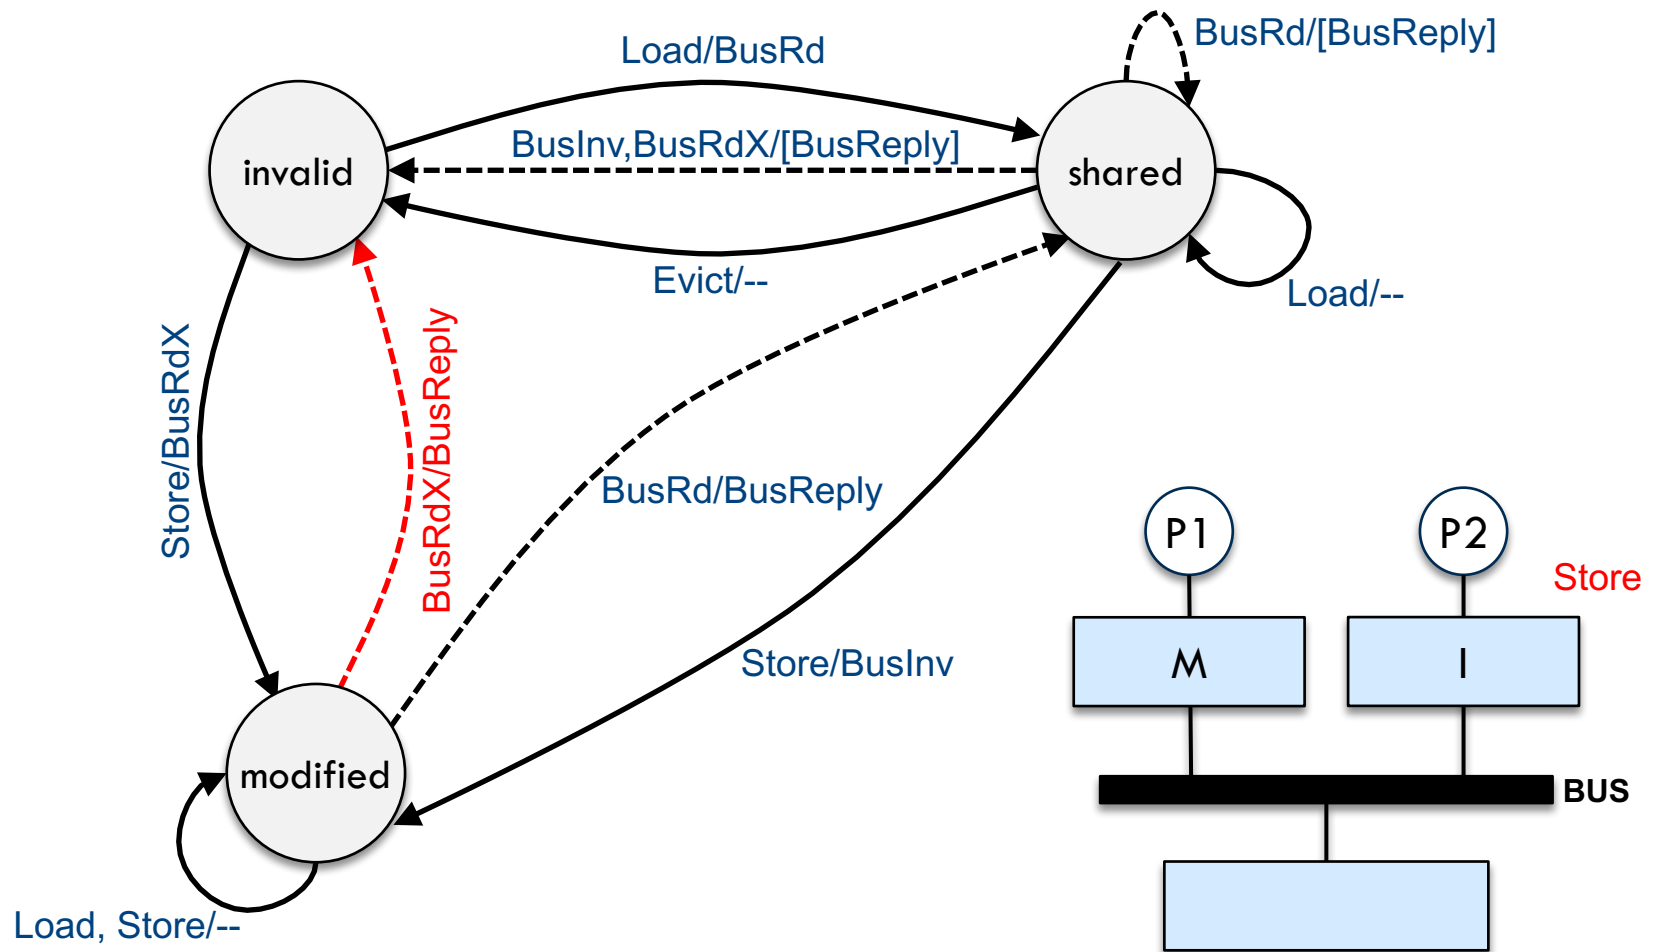 BusRd/[BusReply]
Load/BusRd
BusInv,BusRdX/[BusReply]
invalid
shared
Evict/--
Load/--
Store/BusRdX
BusRdX/BusReply
BusRd/BusReply
P1
P2
Store
Store/BusInv
M
I
modified
BUS
Load, Store/--